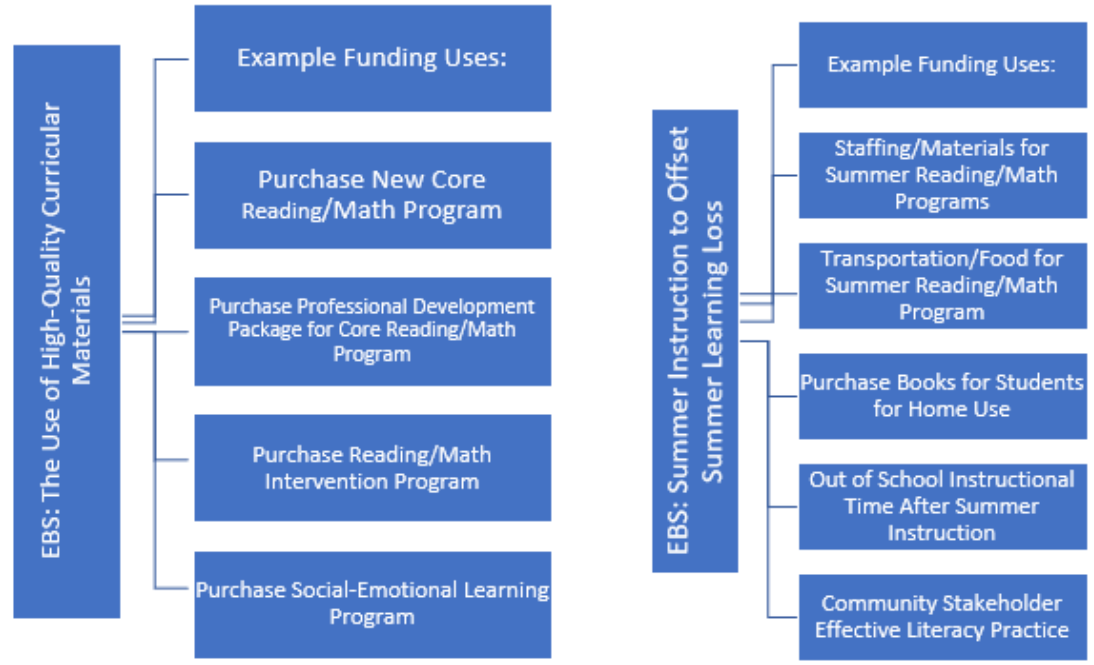 EBS: The Use of High-Quality Curricular
Materials
Example Funding Uses:
Purchase New Core
Reading/Math Program
Purchase Professional Development
Package for Core Reading/Math
Program
Purchase Reading/Math
Intervention Program
Purchase Social-Emotional Learning
Program
EBS: Summer Instruction to Offset
Summer Learning Loss
Example Funding Uses:
Staffing/Materials for
Summer Reading/Math
Programs
Transportation/Food for
Summer Reading/Math
Program
Purchase Books for Students
for Home Use
Out of School Instructional
Time After Summer
Instruction
Community Stakeholder
Effective Literacy Practice